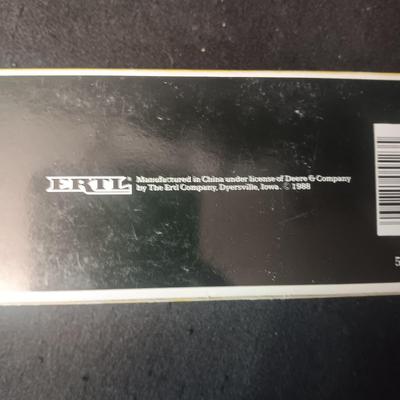 ERTL® Manufactured in China under license of Deere & Company
by The Ertl Company, Dyersville, Iowa. © 1988
5